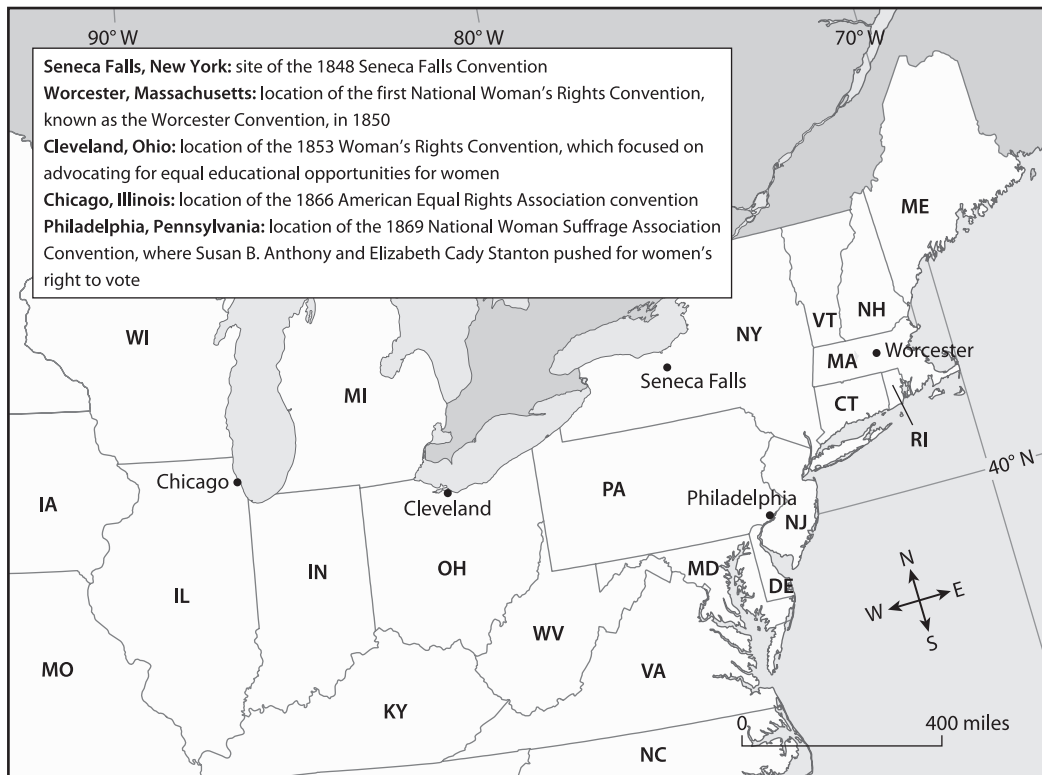 90° W
80° W
70° W
Seneca Falls, New York: site of the 1848 Seneca Falls Convention
Worcester, Massachusetts: location of the first National Woman’s Rights Convention,
known as the Worcester Convention, in 1850
Cleveland, Ohio: location of the 1853 Woman’s Rights Convention, which focused on
advocating for equal educational opportunities for women
Chicago, Illinois: location of the 1866 American Equal Rights Association convention
Philadelphia, Pennsylvania: location of the 1869 National Woman Suffrage Association
Convention, where Susan B. Anthony and Elizabeth Cady Stanton pushed for women’s
right to vote
ME
WI
NY
VT
NH
MA
Worcester
Seneca Falls
MI
CT
RI
40° N
Chicago
IA
Cleveland
PA
Philadelphia
NJ
IL
IN
OH
MD
DE
N
W
E
S
WV
MO
VA
KY
0
400 miles
NC